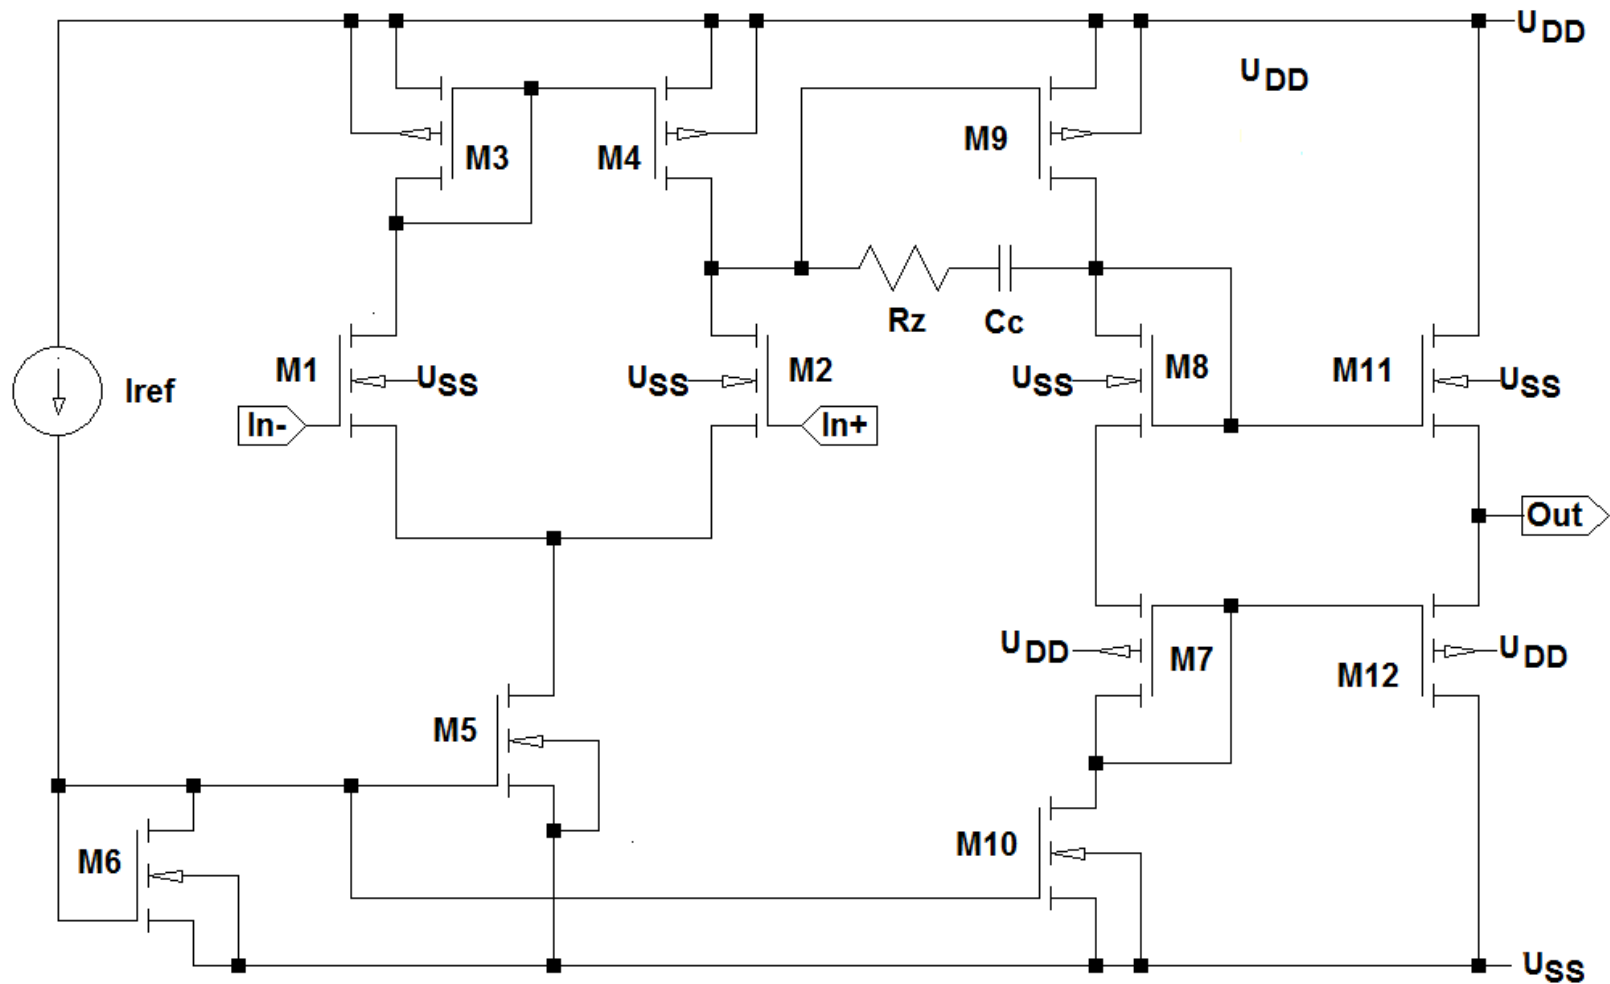 UDD
UDD
M3
M4
M9
Rz
Cc
M1
USS
USS
M2
USS
M8
M11
USS
Iref
In-
In+
Out
UDD
M7
M12
UDD
M5
M10
M6
USS